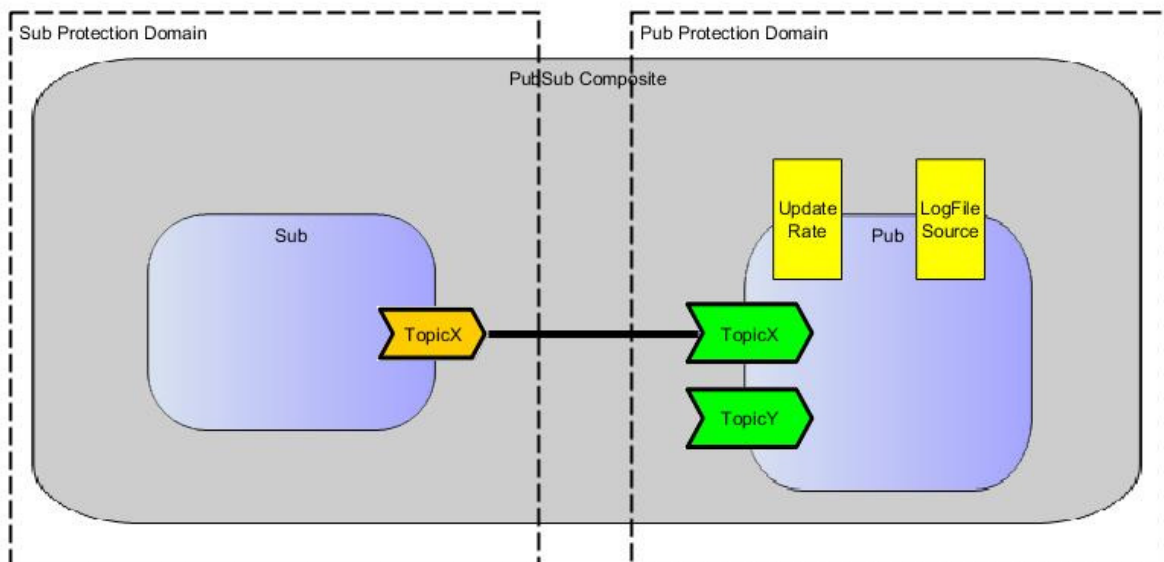 Sub Protection Domain
Pub Protection Domain
PubSub Composite
Update
Rate
LogFile
Source
Sub
Pub
TopicX
TopicX
TopicY